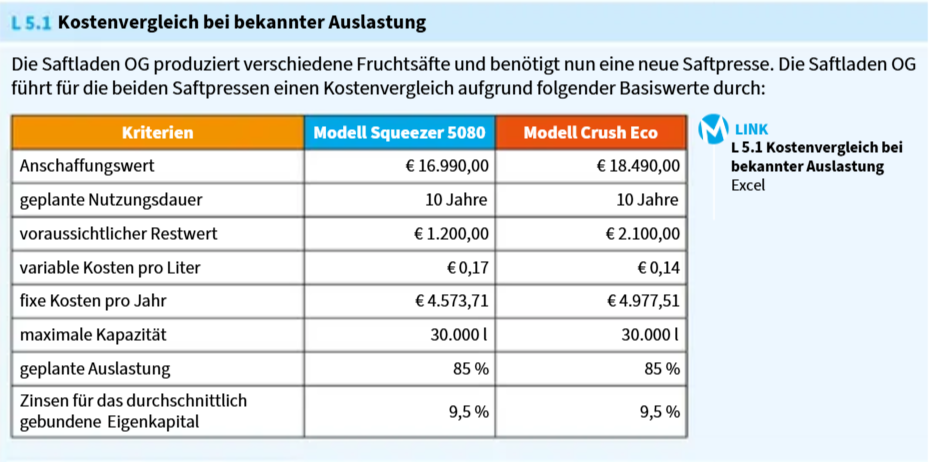 L 5.1 Kostenvergleich bei bekannter Auslastung
Die Saftladen OG produziert verschiedene Fruchtsäfte und benötigt nun eine neue Saftpresse. Die Saftladen OG
führt für die beiden Saftpressen einen Kostenvergleich aufgrund folgender Basiswerte durch:
Kriterien Modell Squeezer 5080 Modell Crush Eco
Anschaffungswert € 16.990,00 € 18.490,00
geplante Nutzungsdauer 10 Jahre 10 Jahre
voraussichtlicher Restwert € 1.200,00 € 2.100,00
variable Kosten pro Liter € 0,17 € 0,14
fixe Kosten pro Jahr € 4.573,71 € 4.977,51
maximale Kapazität 30.000 l 30.000 l
geplante Auslastung 85 % 85 %
Zinsen für das durchschnittlich
gebundene Eigenkapital 9,5 % 9,5 %
M LINK
L 5.1 Kostenvergleich bei
bekannter Auslastung
Excel